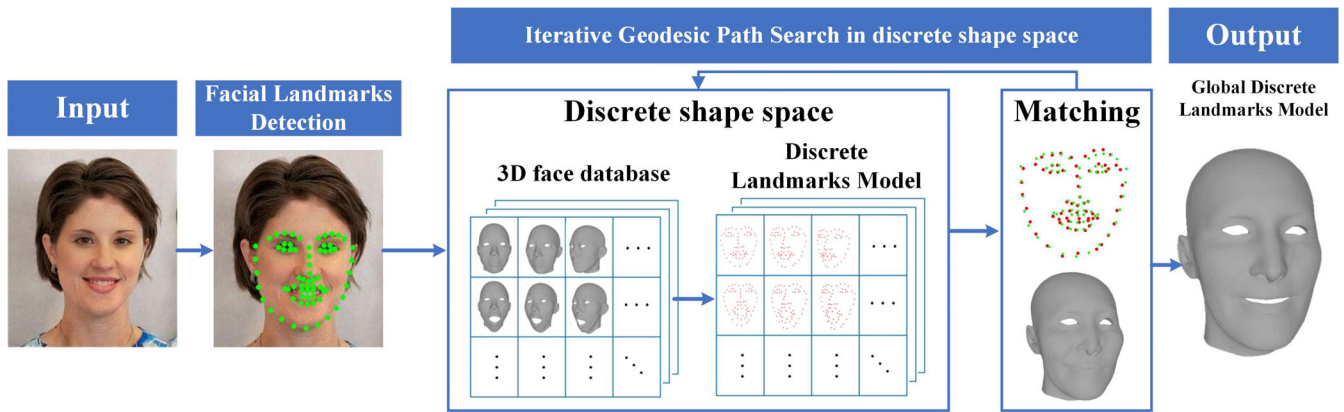 Iterative Geodesic Path Search in discrete shape space
Output
Input
Facial Landmarks
Detection
Discrete shape space
Matching
Global Discrete
Landmarks Model
3D face database
Discrete
Landmarks Model